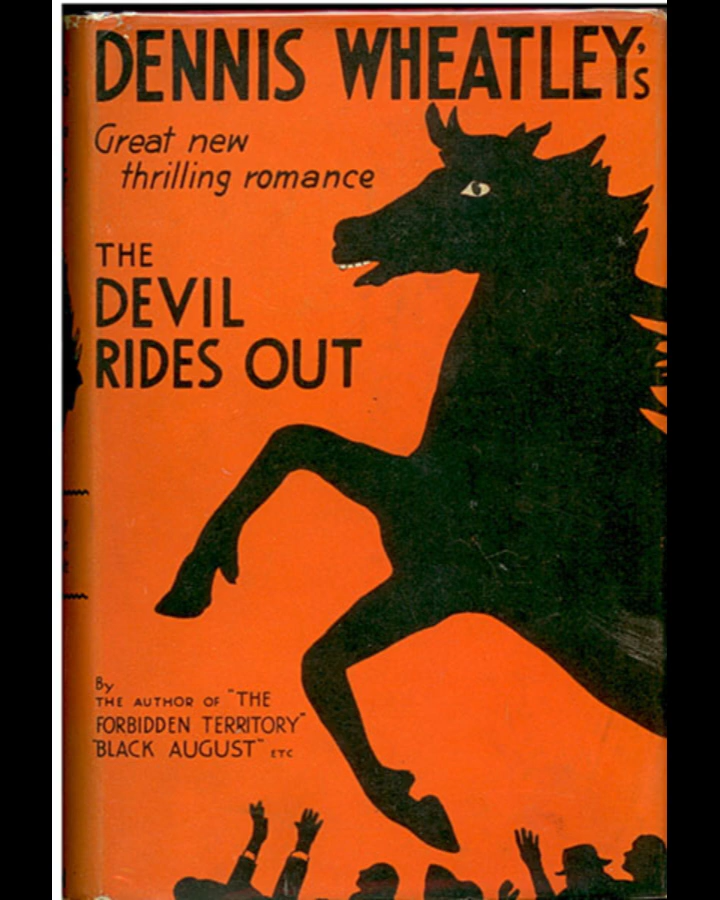 DENNIS WHEATLEY'S
Great new
thrilling romance
THE
DEVIL
RIDES OUT
By
THE AUTHOR OF "THE
FORBIDDEN TERRITORY"
"BLACK AUGUST" ETC